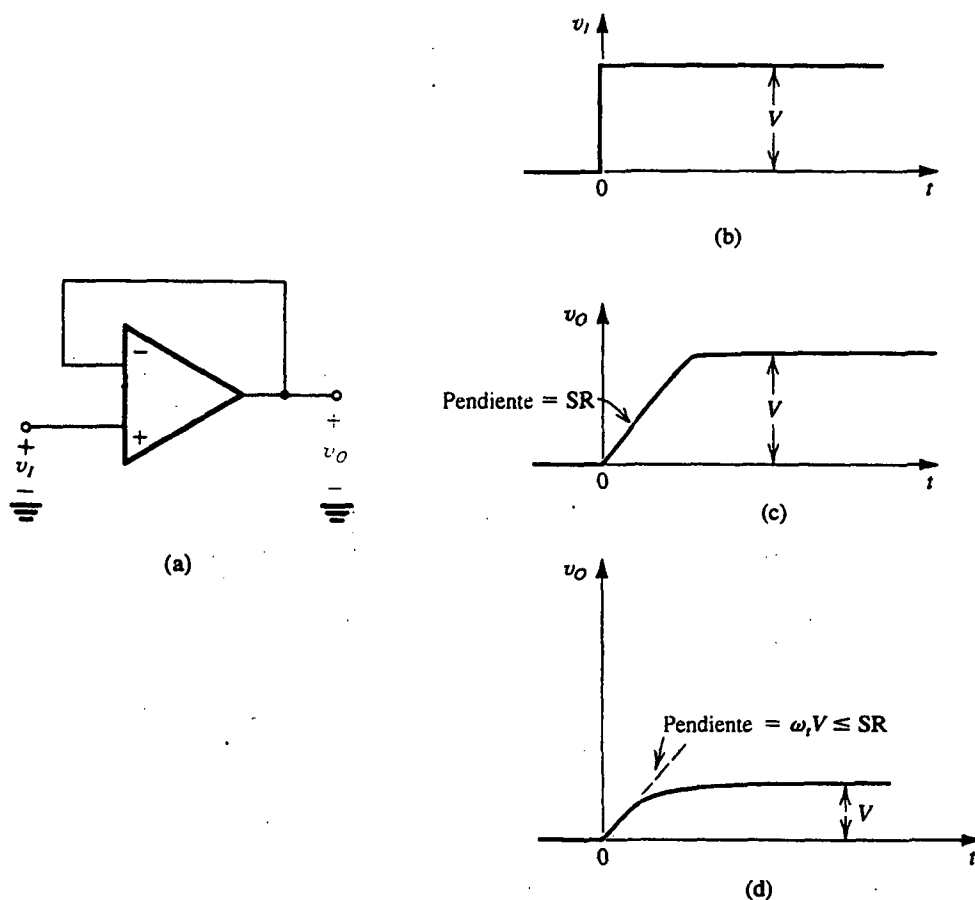 v_I
V
0
t
(b)
v_O
Pendiente = SR
V
0
t
(c)
−
+
+
v_I
−
+
v_O
−
(a)
v_O
Pendiente = ω_t V ≤ SR
V
0
t
(d)